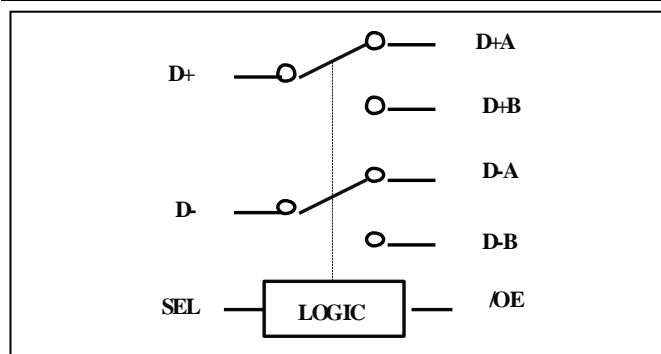 D+A
D+
D+B
D-A
D-
D-B
SEL
LOGIC
/OE